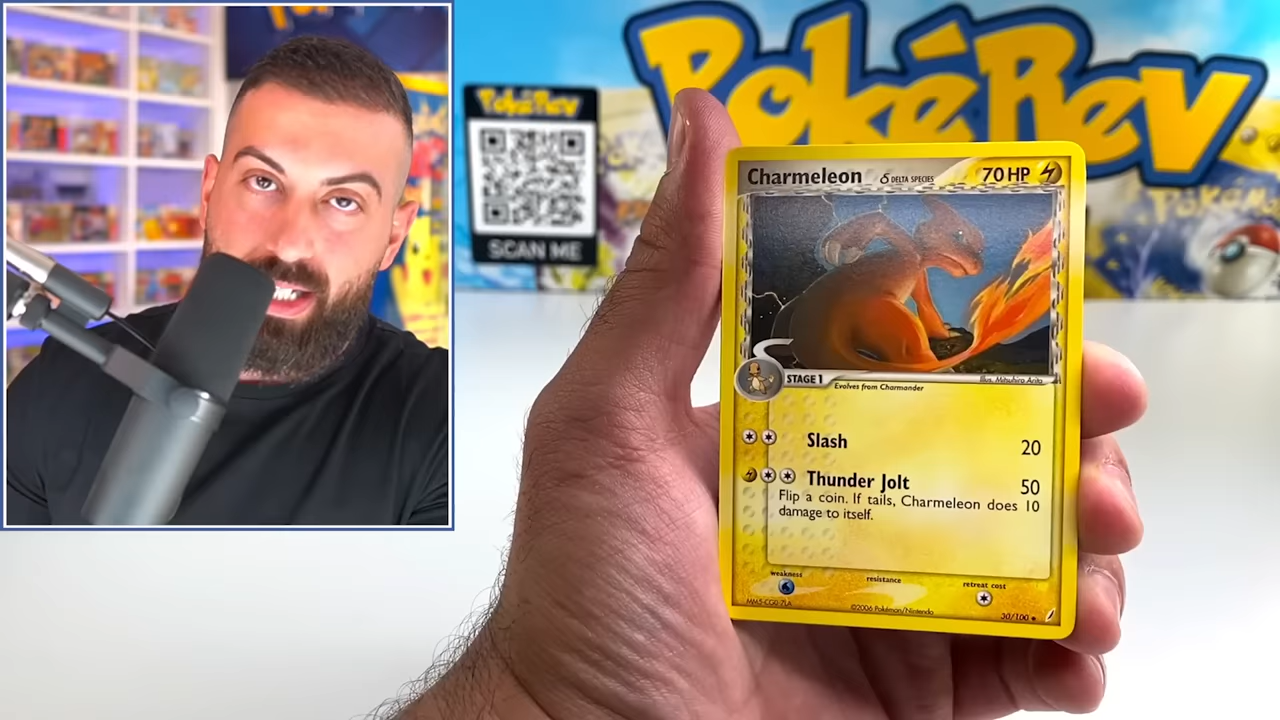 PokéRev
PokéRev
SCAN ME
Charmeleon δ DELTA SPECIES 70 HP
STAGE 1
Evolves from Charmander
Illus. Mitsuhiro Arita
Slash 20
Thunder Jolt 50
Flip a coin. If tails, Charmeleon does 10
damage to itself.
weakness resistance retreat cost
©2006 Pokémon/Nintendo
30/100